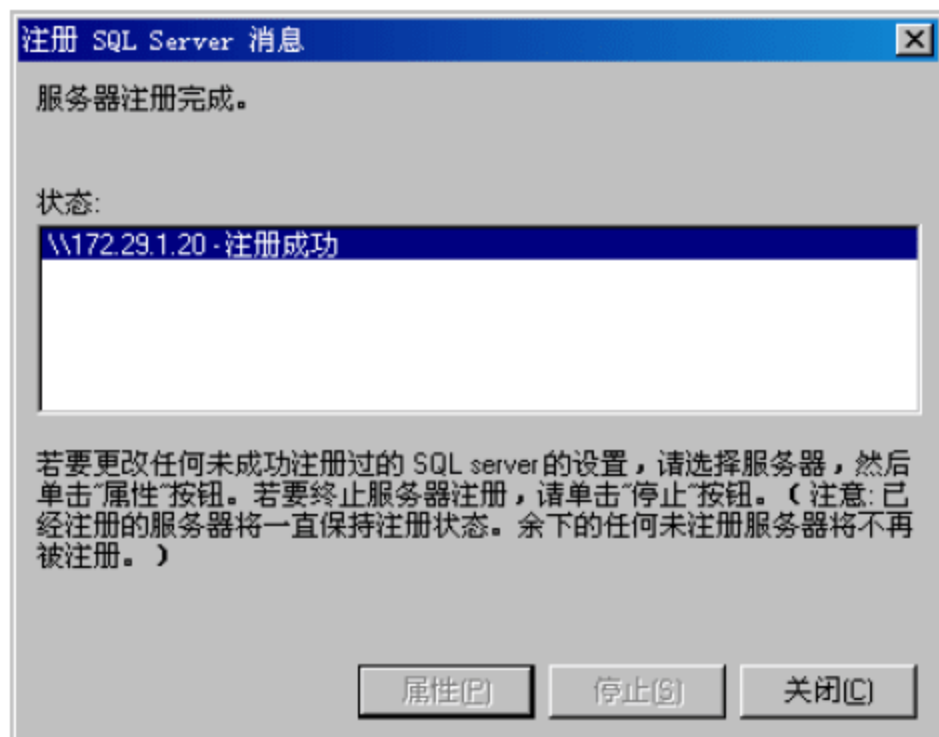 注册 SQL Server 消息
服务器注册完成。
状态:
\\172.29.1.20 - 注册成功
若要更改任何未成功注册过的 SQL server 的设置，请选择服务器，然后
单击"属性"按钮。若要终止服务器注册，请单击"停止"按钮。( 注意: 已
经注册的服务器将一直保持注册状态。余下的任何未注册服务器将不再
被注册。)
属性(P) 停止(S) 关闭(C)